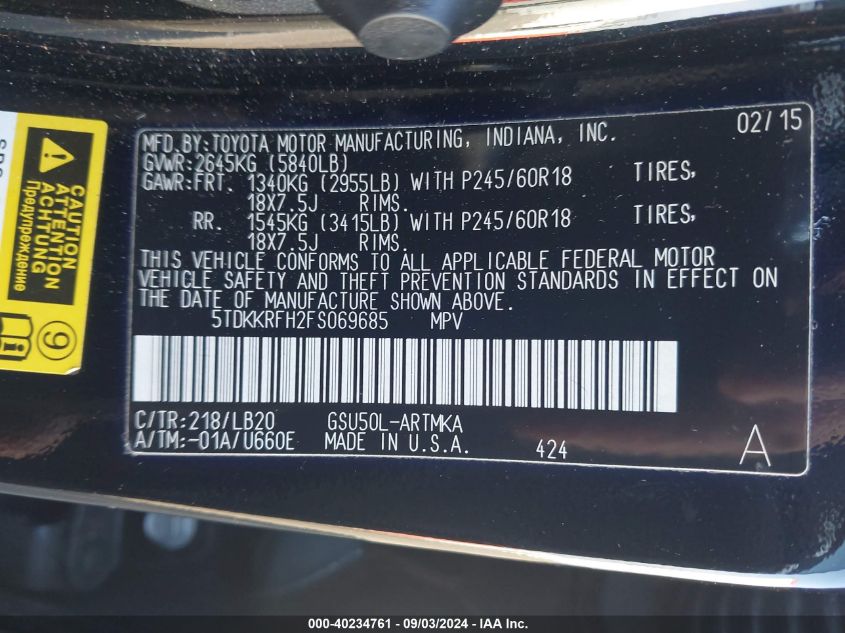 MFD.BY:TOYOTA MOTOR MANUFACTURING, INDIANA, INC. 02/15
GVWR:2645KG (5840LB)
GAWR:FRT. 1340KG (2955LB) WITH P245/60R18 TIRES,
18X7.5J RIMS.
RR. 1545KG (3415LB) WITH P245/60R18 TIRES,
18X7.5J RIMS.
THIS VEHICLE CONFORMS TO ALL APPLICABLE FEDERAL MOTOR
VEHICLE SAFETY AND THEFT PREVENTION STANDARDS IN EFFECT ON
THE DATE OF MANUFACTURE SHOWN ABOVE.
5TDKKRFH2FS069685 MPV
C/TR:218/LB20 GSU50L-ARTMKA
A/TM:-01A/U660E MADE IN U.S.A. 424 A
CAUTION
ATTENTION
ACHTUNG
Предупреждение
9
000-40234761 - 09/03/2024 - IAA Inc.